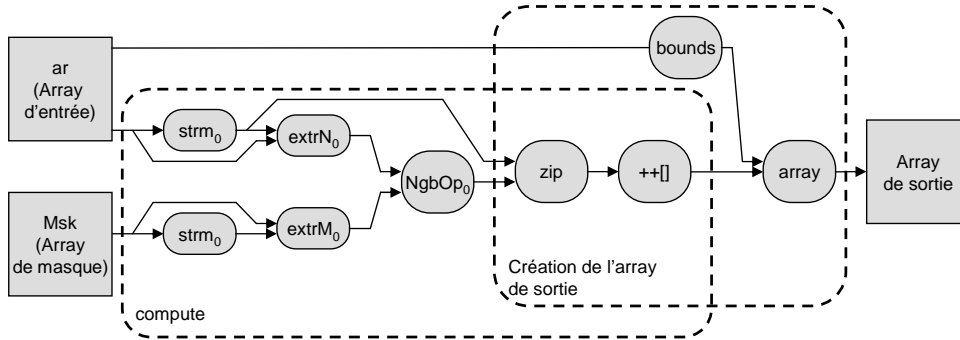 bounds
ar
(Array
d’entrée)
strm0
extrN0
NgbOp0
zip
++[]
array
Array
de sortie
Msk
(Array
de masque)
strm0
extrM0
Création de l’array
de sortie
compute